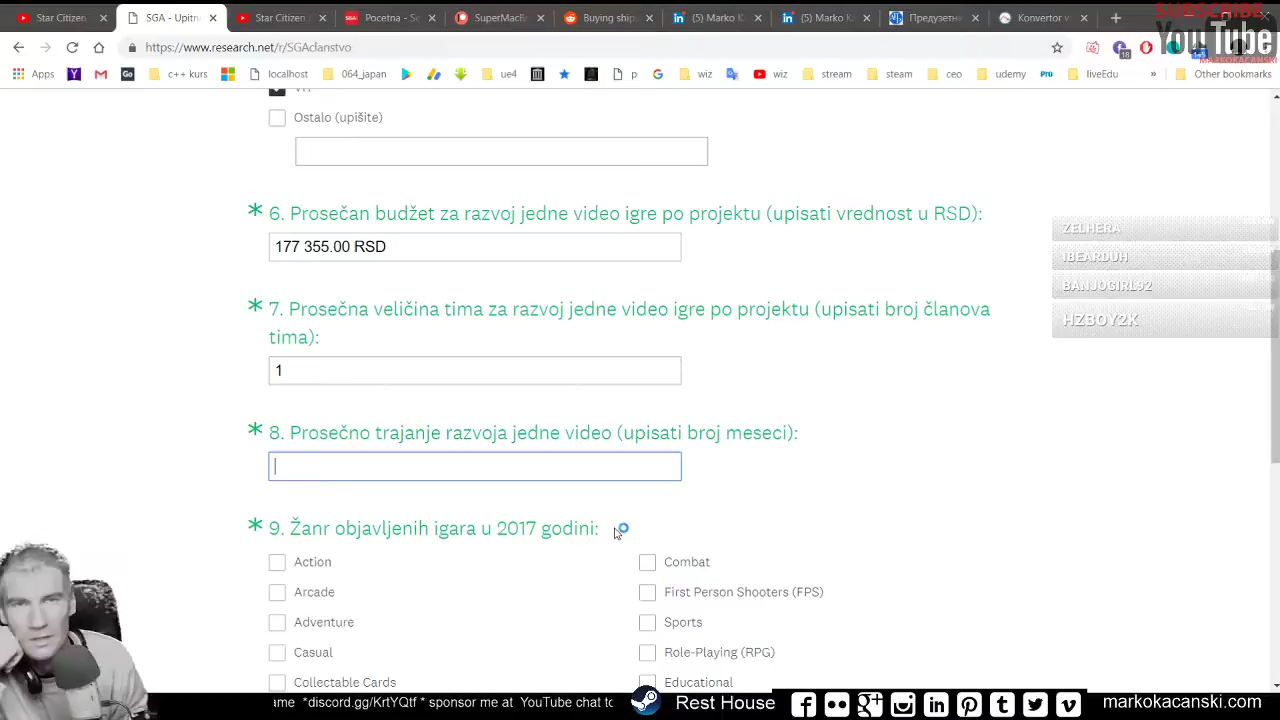 Star Citizen
SGA - Upitn
Star Citizen
Pocetna - S
SuperMacB
Buying ship
(5) Marko K
(5) Marko K
Предузетн
Konvertor v
SUBSCRIBE
https://www.research.net/r/SGAclanstvo
YouTube
MARKOKACANSKI.COM
Apps
c++ kurs
localhost
064_japan
ue4
p
wiz
wiz
stream
steam
ceo
udemy
Pro
liveEdu
»
Other bookmarks
VR
Ostalo (upišite)
* 6. Prosečan budžet za razvoj jedne video igre po projektu (upisati vrednost u RSD):
177 355.00 RSD
* 7. Prosečna veličina tima za razvoj jedne video igre po projektu (upisati broj članova
tima):
1
* 8. Prosečno trajanje razvoja jedne video (upisati broj meseci):
* 9. Žanr objavljenih igara u 2017 godini:
Action
Combat
Arcade
First Person Shooters (FPS)
Adventure
Sports
Casual
Role-Playing (RPG)
Collectable Cards
Educational
ZELHERA
IBEARDUH
BANJOGIRL92
HZBOY2K
ame *discord.gg/KrtYQtf * sponsor me at YouTube chat to
Rest House
markokacanski.com